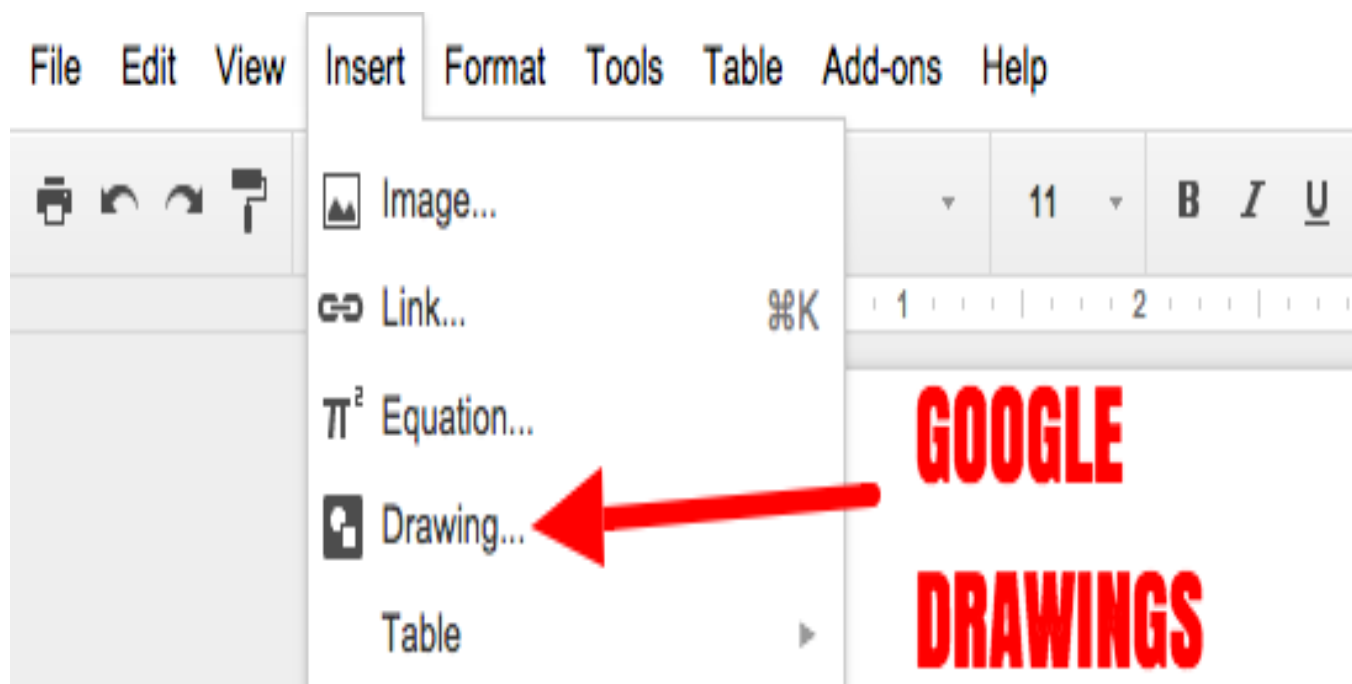 File Edit View Insert Format Tools Table Add-ons Help
11 B I U
Image...
Link... ⌘K
1 2
π² Equation...
GOOGLE
Drawing...
DRAWINGS
Table